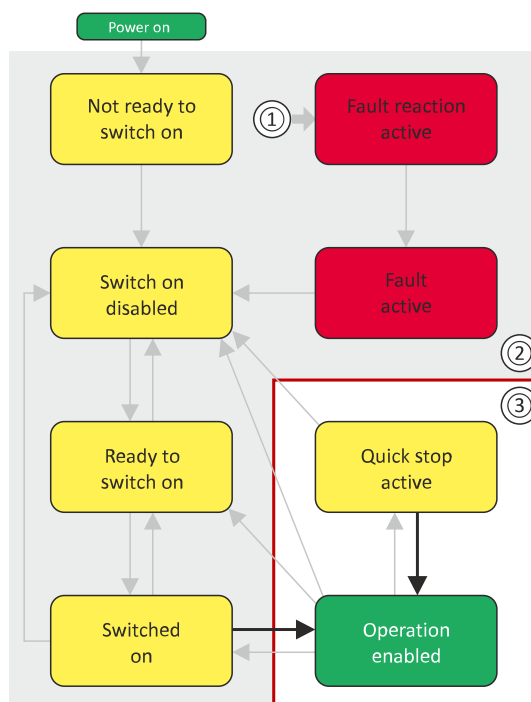 Power on
Not ready to
switch on
①
Fault reaction
active
Switch on
disabled
Fault
active
②
③
Ready to
switch on
Quick stop
active
Switched
on
Operation
enabled